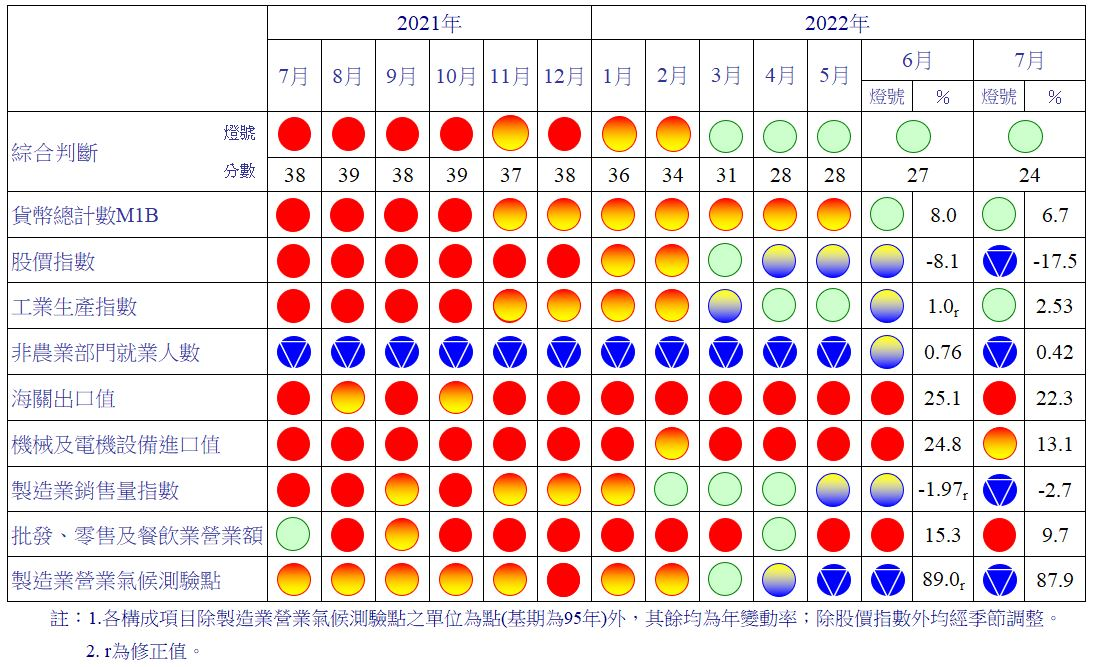 2021年 2022年
7月 8月 9月 10月 11月 12月 1月 2月 3月 4月 5月 6月 7月
燈號 % 燈號 %
綜合判斷 燈號
分數 38 39 38 39 37 38 36 34 31 28 28 27 24
貨幣總計數M1B 8.0 6.7
股價指數 -8.1 -17.5
工業生產指數 1.0r 2.53
非農業部門就業人數 0.76 0.42
海關出口值 25.1 22.3
機械及電機設備進口值 24.8 13.1
製造業銷售量指數 -1.97r -2.7
批發、零售及餐飲業營業額 15.3 9.7
製造業營業氣候測驗點 89.0r 87.9
註：1.各構成項目除製造業營業氣候測驗點之單位為點(基期為95年)外，其餘均為年變動率；除股價指數外均經季節調整。
2. r為修正值。